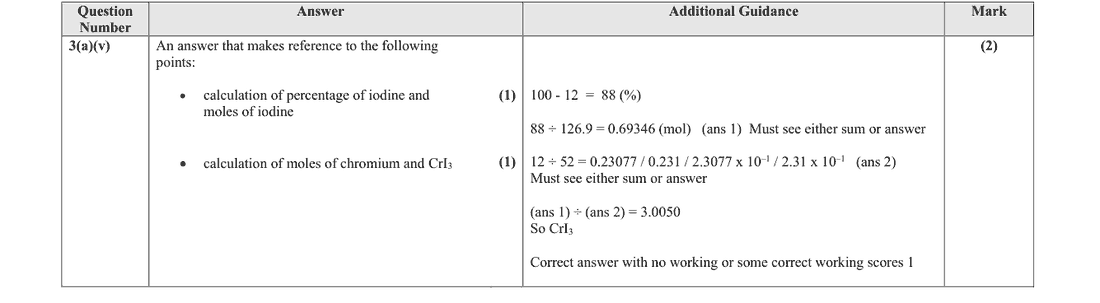 Question Number
Answer
Additional Guidance
Mark
3(a)(v)
An answer that makes reference to the following
points:
(2)
• calculation of percentage of iodine and
moles of iodine
(1)
100 - 12 = 88 (%)
88 ÷ 126.9 = 0.69346 (mol) (ans 1) Must see either sum or answer
• calculation of moles of chromium and CrI₃
(1)
12 ÷ 52 = 0.23077 / 0.231 / 2.3077 x 10⁻¹ / 2.31 x 10⁻¹ (ans 2)
Must see either sum or answer
(ans 1) ÷ (ans 2) = 3.0050
So CrI₃
Correct answer with no working or some correct working scores 1